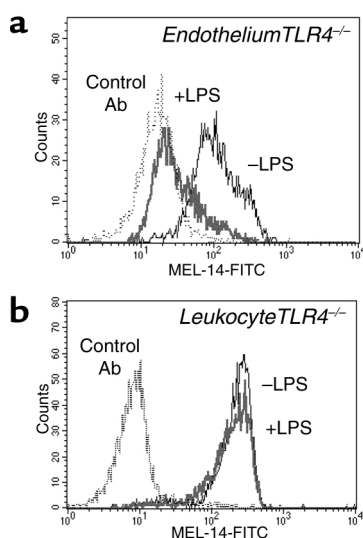 a
EndotheliumTLR4–/–
Control
Ab
+LPS
–LPS
Counts
0 10 20 30 40 50
10⁰ 10¹ 10² 10³ 10⁴
MEL-14-FITC
b
LeukocyteTLR4–/–
Control
Ab
–LPS
+LPS
Counts
0 10 20 30 40 50 60 70 80
10⁰ 10¹ 10² 10³ 10⁴
MEL-14-FITC